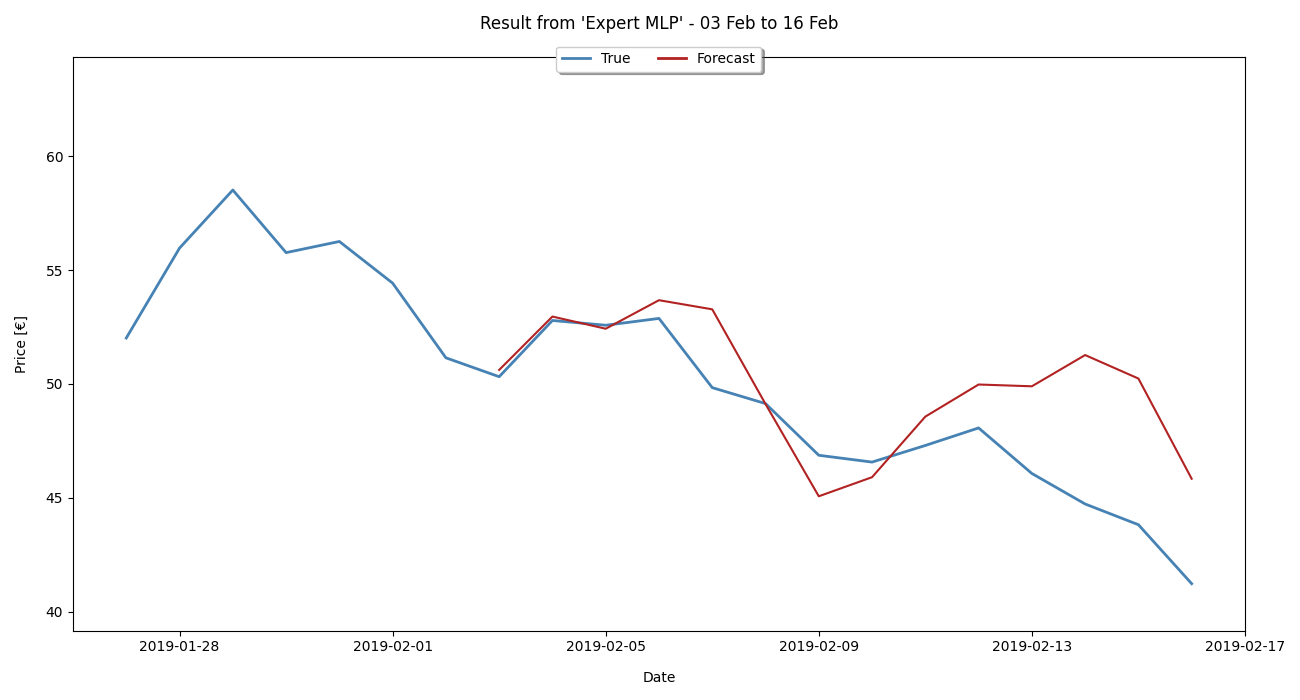 Result from 'Expert MLP' - 03 Feb to 16 Feb
True Forecast
Price [€]
60
55
50
45
40
2019-01-28 2019-02-01 2019-02-05 2019-02-09 2019-02-13 2019-02-17
Date